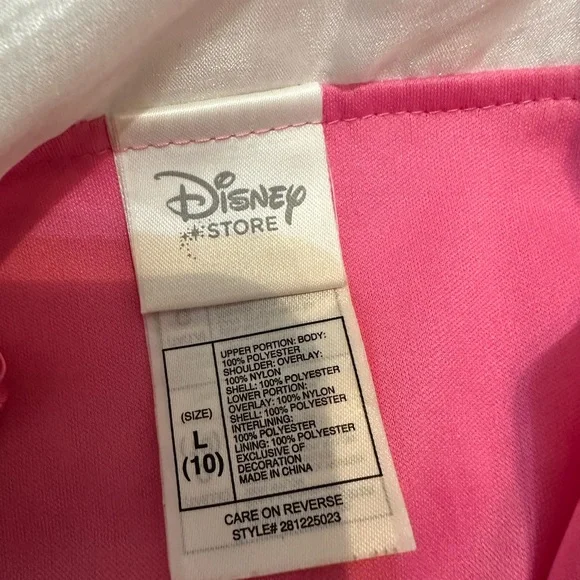 Disney
STORE
(SIZE)
L
(10)
UPPER PORTION: BODY:
100% POLYESTER
SHOULDER: OVERLAY:
100% NYLON
SHELL: 100% POLYESTER
LOWER PORTION:
OVERLAY: 100% NYLON
SHELL: 100% POLYESTER
INTERLINING:
100% POLYESTER
LINING: 100% POLYESTER
EXCLUSIVE OF
DECORATION
MADE IN CHINA
CARE ON REVERSE
STYLE# 281225023